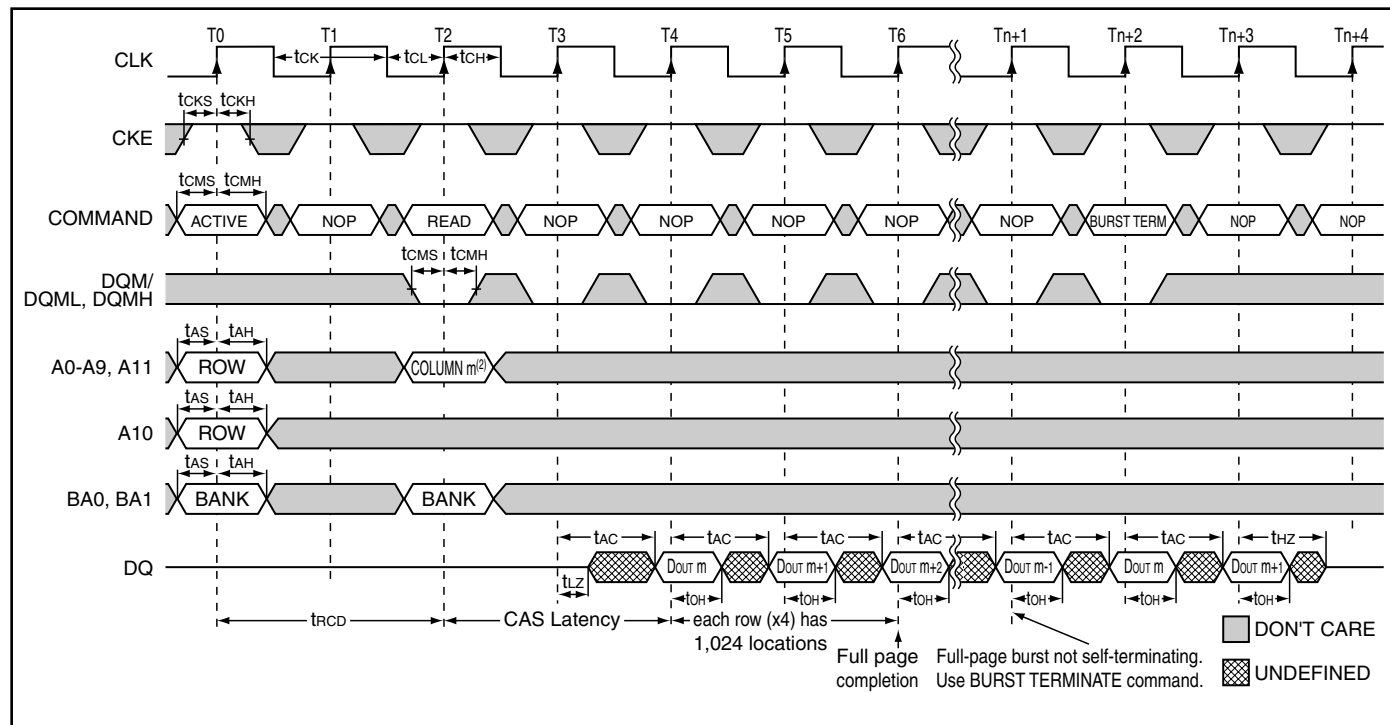 T0 T1 T2 T3 T4 T5 T6 Tn+1 Tn+2 Tn+3 Tn+4
CLK tCK tCL tCH
tCKS tCKH
CKE
tCMS tCMH
COMMAND ACTIVE NOP READ NOP NOP NOP NOP NOP BURST TERM NOP NOP
tCMS tCMH
DQM/
DQML, DQMH
tAS tAH
A0-A9, A11 ROW COLUMN m(2)
tAS tAH
A10 ROW
tAS tAH
BA0, BA1 BANK BANK
tAC tAC tAC tAC tAC tAC tHZ
DQ DOUT m DOUT m+1 DOUT m+2 DOUT m-1 DOUT m DOUT m+1
tLZ tOH tOH tOH tOH tOH tOH
tRCD CAS Latency each row (x4) has
1,024 locations
Full page
completion
Full-page burst not self-terminating.
Use BURST TERMINATE command.
DON'T CARE
UNDEFINED